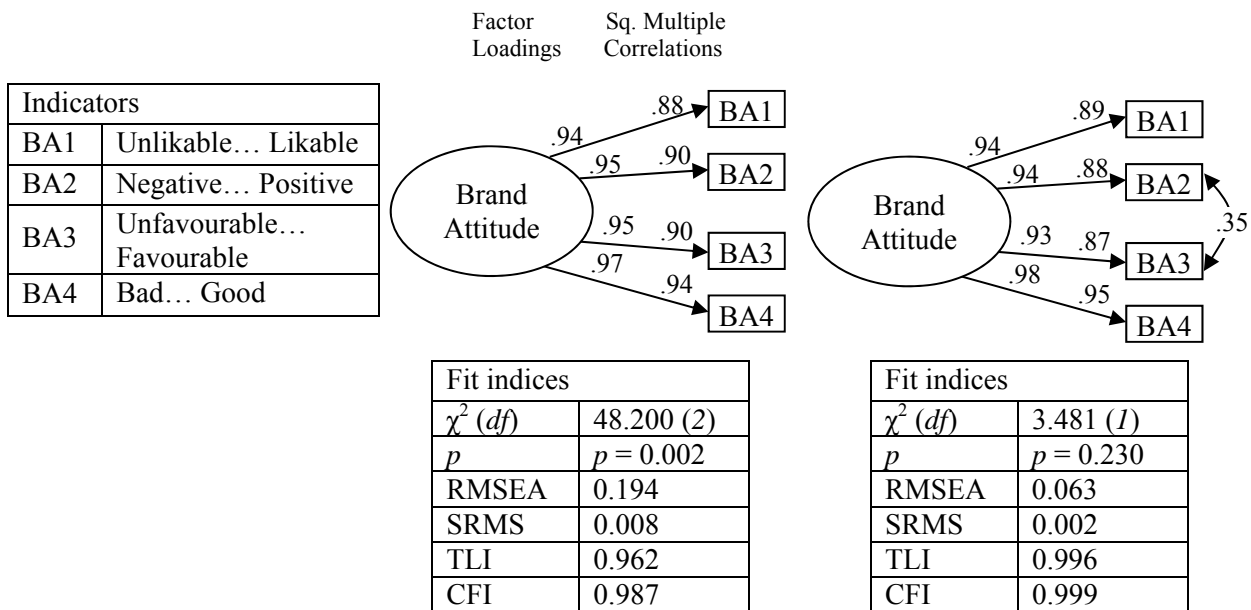 Factor Loadings
Sq. Multiple Correlations
Indicators
BA1 Unlikable… Likable
BA2 Negative… Positive
BA3 Unfavourable… Favourable
BA4 Bad… Good
Brand
Attitude
.94 .88 BA1
.95 .90 BA2
.95 .90 BA3
.97 .94 BA4
Brand
Attitude
.94 .89 BA1
.94 .88 BA2
.93 .87 BA3
.98 .95 BA4
.35
Fit indices
χ² (df) 48.200 (2)
p p = 0.002
RMSEA 0.194
SRMS 0.008
TLI 0.962
CFI 0.987
Fit indices
χ² (df) 3.481 (1)
p p = 0.230
RMSEA 0.063
SRMS 0.002
TLI 0.996
CFI 0.999